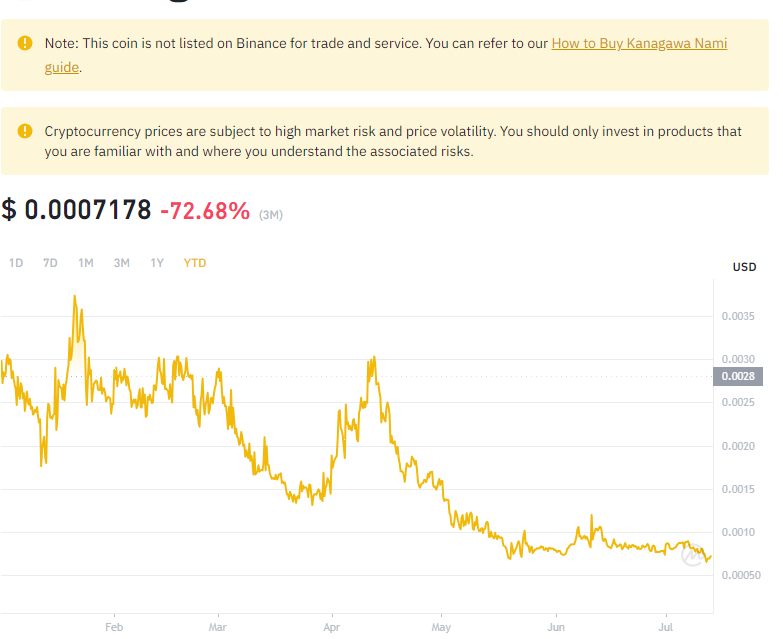 Note: This coin is not listed on Binance for trade and service. You can refer to our How to Buy Kanagawa Nami
guide.
Cryptocurrency prices are subject to high market risk and price volatility. You should only invest in products that
you are familiar with and where you understand the associated risks.
$ 0.0007178 -72.68% (3M)
1D 7D 1M 3M 1Y YTD
USD
0.0035
0.0030
0.0028
0.0025
0.0020
0.0015
0.0010
0.00050
Feb Mar Apr May Jun Jul